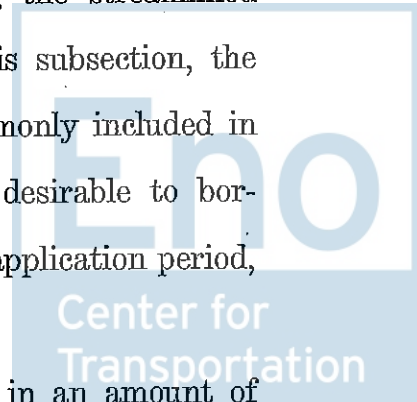 the streamlined
is subsection, the
monly included in
desirable to bor-
application period,
in an amount of
Eno
Center for
Transportation